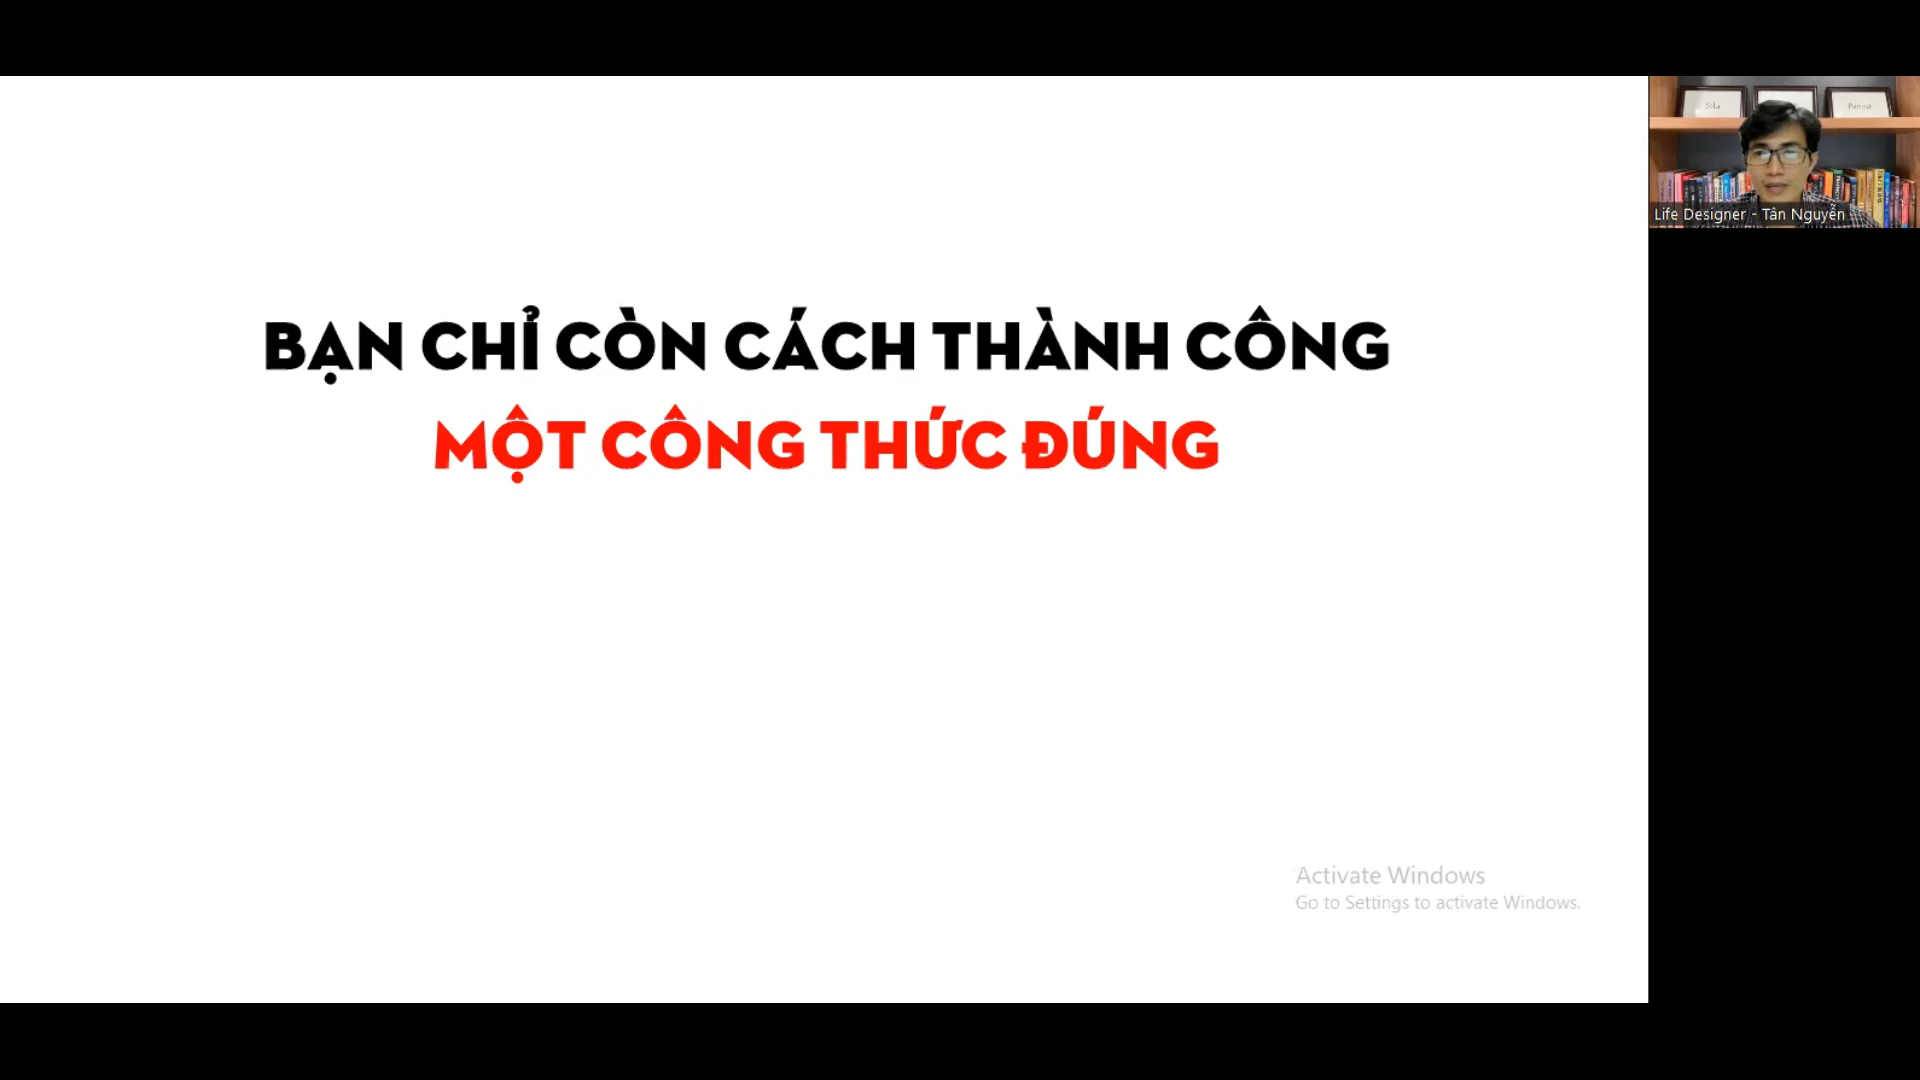 BẠN CHỈ CÒN CÁCH THÀNH CÔNG
MỘT CÔNG THỨC ĐÚNG
Life Designer - Tân Nguyễn
Activate Windows
Go to Settings to activate Windows.